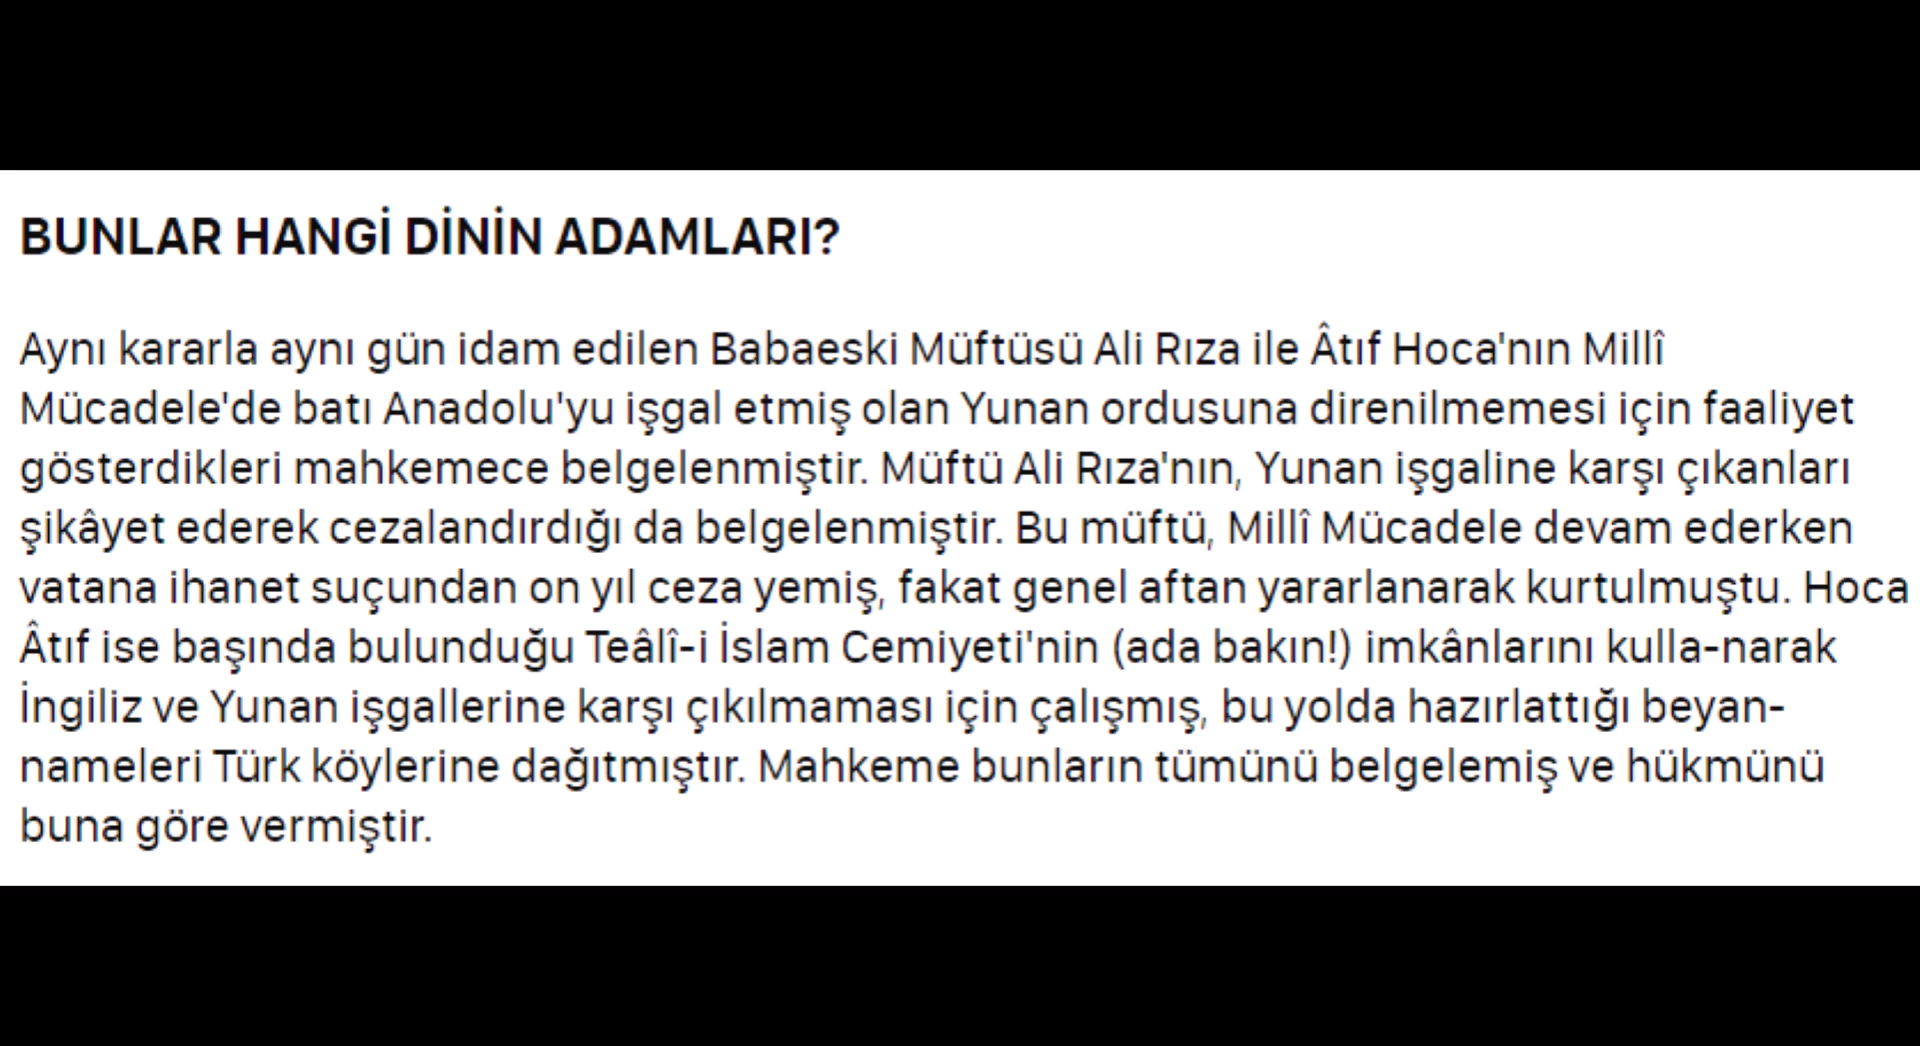 BUNLAR HANGİ DİNİN ADAMLARI?
Aynı kararla aynı gün idam edilen Babaeski Müftüsü Ali Rıza ile Âtıf Hoca'nın Millî
Mücadele'de batı Anadolu'yu işgal etmiş olan Yunan ordusuna direnilmemesi için faaliyet
gösterdikleri mahkemece belgelenmiştir. Müftü Ali Rıza'nın, Yunan işgaline karşı çıkanları
şikâyet ederek cezalandırdığı da belgelenmiştir. Bu müftü, Millî Mücadele devam ederken
vatana ihanet suçundan on yıl ceza yemiş, fakat genel aftan yararlanarak kurtulmuştu. Hoca
Âtıf ise başında bulunduğu Teâlî-i İslam Cemiyeti'nin (ada bakın!) imkânlarını kulla-narak
İngiliz ve Yunan işgallerine karşı çıkılmaması için çalışmış, bu yolda hazırlattığı beyan-
nameleri Türk köylerine dağıtmıştır. Mahkeme bunların tümünü belgelemiş ve hükmünü
buna göre vermiştir.